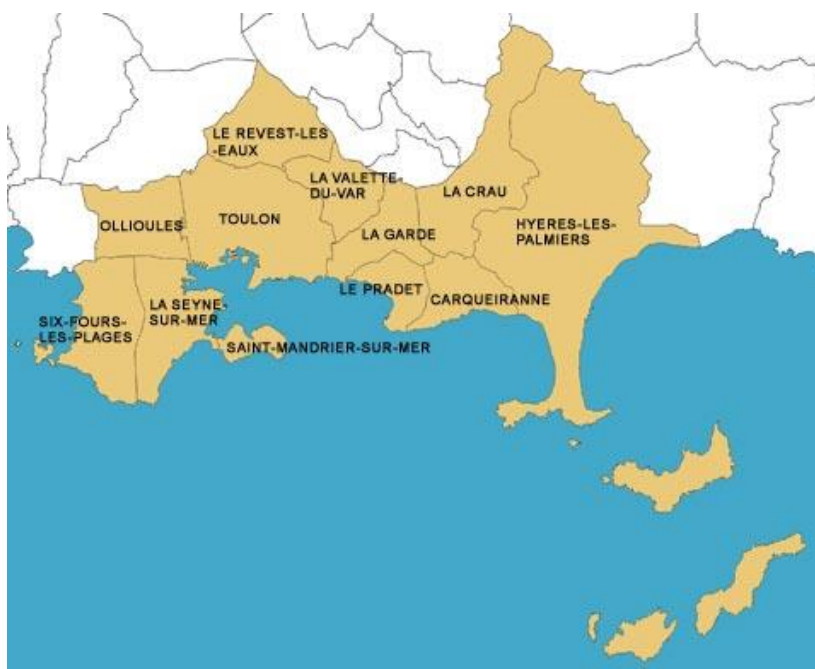 LE REVEST-LES
-EAUX
LA VALETTE-
DU-VAR
LA CRAU
OLLIOULES
TOULON
HYERES-LES-
PALMIERS
LA GARDE
LE PRADET
CARQUEIRANNE
LA SEYNE-
SUR-MER
SIX-FOURS-
LES-PLAGES
SAINT-MANDRIER-SUR-MER